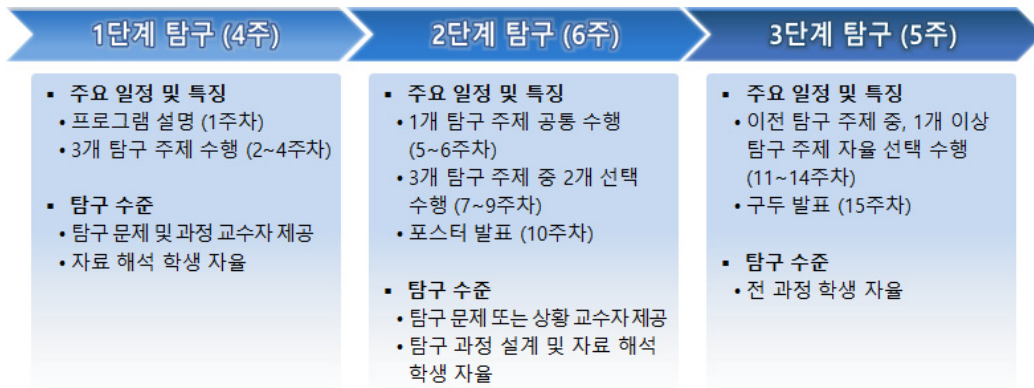 1단계 탐구 (4주)
▪ 주요 일정 및 특징
• 프로그램 설명 (1주차)
• 3개 탐구 주제 수행 (2~4주차)
▪ 탐구 수준
• 탐구 문제 및 과정 교수자 제공
• 자료 해석 학생 자율
2단계 탐구 (6주)
▪ 주요 일정 및 특징
• 1개 탐구 주제 공통 수행
(5~6주차)
• 3개 탐구 주제 중 2개 선택
수행 (7~9주차)
• 포스터 발표 (10주차)
▪ 탐구 수준
• 탐구 문제 또는 상황 교수자 제공
• 탐구 과정 설계 및 자료 해석
학생 자율
3단계 탐구 (5주)
▪ 주요 일정 및 특징
• 이전 탐구 주제 중, 1개 이상
탐구 주제 자율 선택 수행
(11~14주차)
• 구두 발표 (15주차)
▪ 탐구 수준
• 전 과정 학생 자율